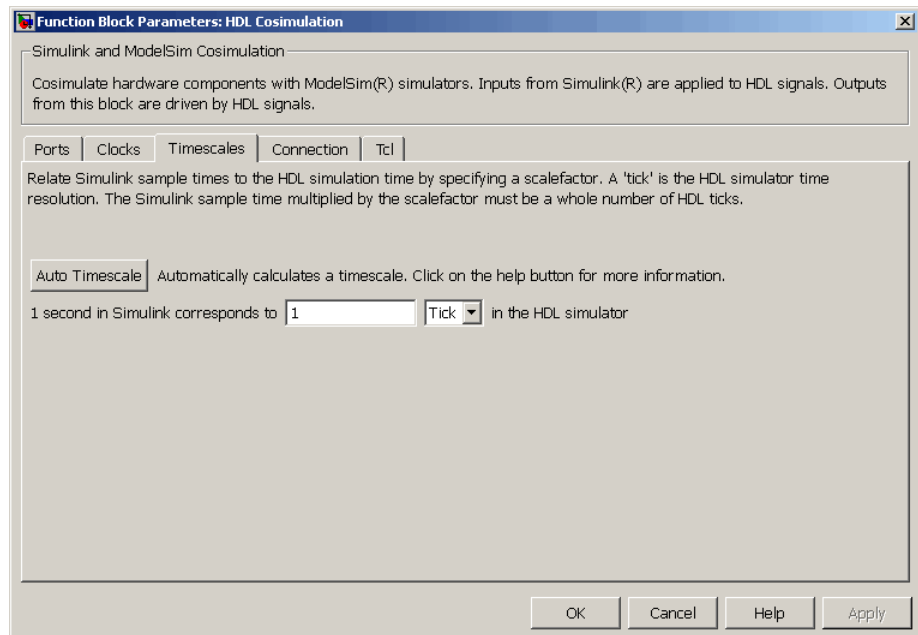 Function Block Parameters: HDL Cosimulation
Simulink and ModelSim Cosimulation
Cosimulate hardware components with ModelSim(R) simulators. Inputs from Simulink(R) are applied to HDL signals. Outputs
from this block are driven by HDL signals.
Ports Clocks Timescales Connection Tcl
Relate Simulink sample times to the HDL simulation time by specifying a scalefactor. A 'tick' is the HDL simulator time
resolution. The Simulink sample time multiplied by the scalefactor must be a whole number of HDL ticks.
Auto Timescale Automatically calculates a timescale. Click on the help button for more information.
1 second in Simulink corresponds to 1 Tick in the HDL simulator
OK Cancel Help Apply